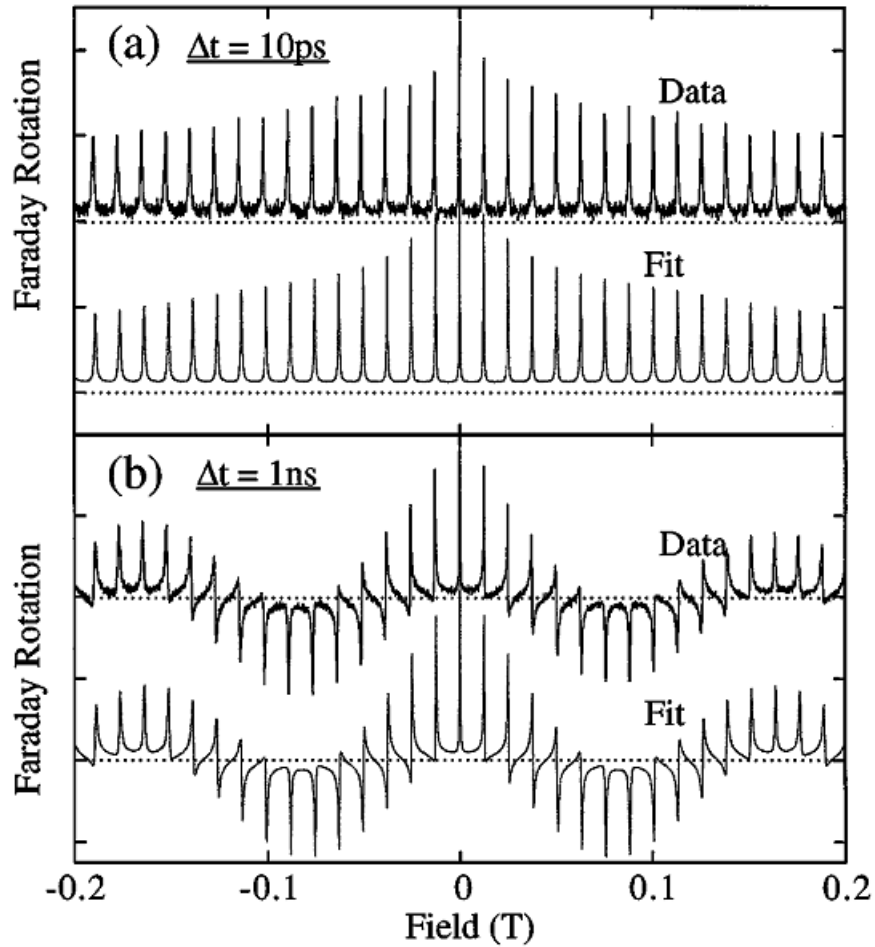 (a) Δt = 10ps
Data
Fit
Faraday Rotation
(b) Δt = 1ns
Data
Fit
Faraday Rotation
-0.2 -0.1 0 0.1 0.2
Field (T)